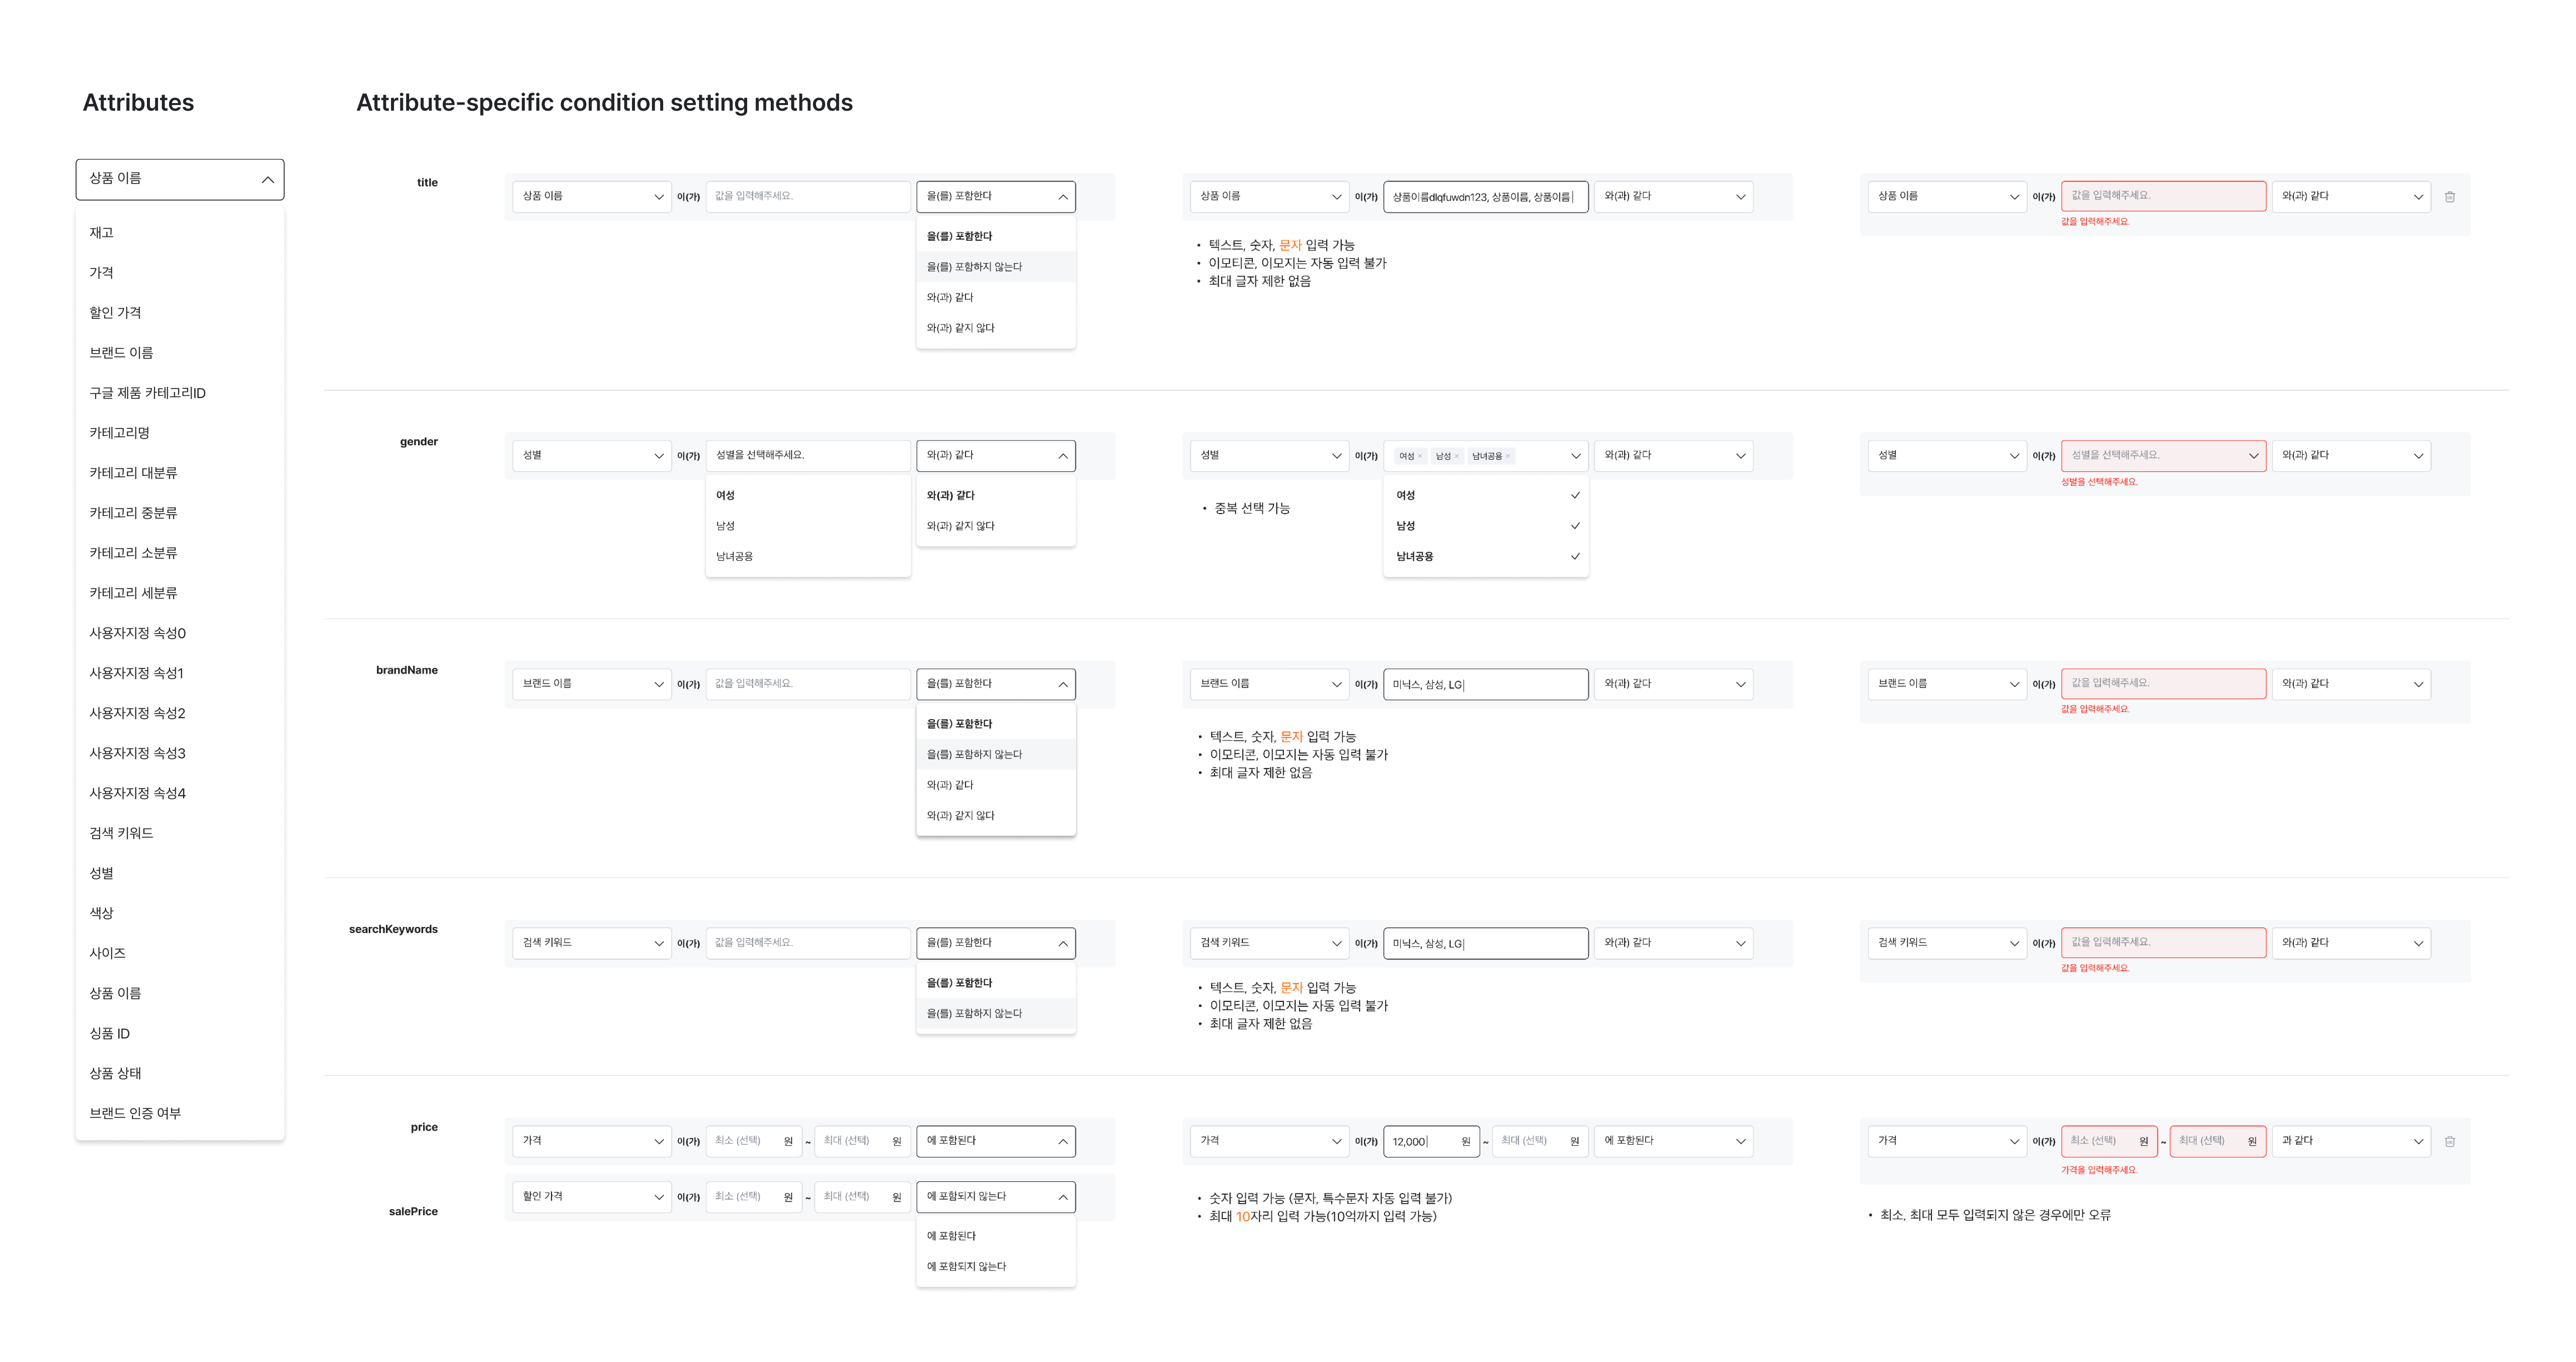 Attributes
Attribute-specific condition setting methods
상품 이름
재고
가격
할인 가격
브랜드 이름
구글 제품 카테고리ID
카테고리명
카테고리 대분류
카테고리 중분류
카테고리 소분류
카테고리 세분류
사용자지정 속성0
사용자지정 속성1
사용자지정 속성2
사용자지정 속성3
사용자지정 속성4
검색 키워드
성별
색상
사이즈
상품 이름
싱품 ID
상품 상태
브랜드 인증 여부
title
상품 이름 이(가) 값을 입력해주세요. 을(를) 포함한다
을(를) 포함한다
을(를) 포함하지 않는다
와(과) 같다
와(과) 같지 않다
상품 이름 이(가) 상품이름dlqfuwdn123, 상품이름, 상품이름 와(과) 같다
• 텍스트, 숫자, 문자 입력 가능
• 이모티콘, 이모지는 자동 입력 불가
• 최대 글자 제한 없음
상품 이름 이(가) 값을 입력해주세요. 와(과) 같다
값을 입력해주세요.
gender
성별 이(가) 성별을 선택해주세요. 와(과) 같다
여성
남성
남녀공용
와(과) 같다
와(과) 같지 않다
성별 이(가) 여성 × 남성 × 남녀공용 × 와(과) 같다
여성
남성
남녀공용
• 중복 선택 가능
성별 이(가) 성별을 선택해주세요. 와(과) 같다
성별을 선택해주세요.
brandName
브랜드 이름 이(가) 값을 입력해주세요. 을(를) 포함한다
을(를) 포함한다
을(를) 포함하지 않는다
와(과) 같다
와(과) 같지 않다
브랜드 이름 이(가) 미닉스, 삼성, LG 와(과) 같다
• 텍스트, 숫자, 문자 입력 가능
• 이모티콘, 이모지는 자동 입력 불가
• 최대 글자 제한 없음
브랜드 이름 이(가) 값을 입력해주세요. 와(과) 같다
값을 입력해주세요.
searchKeywords
검색 키워드 이(가) 값을 입력해주세요. 을(를) 포함한다
을(를) 포함한다
을(를) 포함하지 않는다
검색 키워드 이(가) 미닉스, 삼성, LG 와(과) 같다
• 텍스트, 숫자, 문자 입력 가능
• 이모티콘, 이모지는 자동 입력 불가
• 최대 글자 제한 없음
검색 키워드 이(가) 값을 입력해주세요. 와(과) 같다
값을 입력해주세요.
price
가격 이(가) 최소 (선택) 원 ~ 최대 (선택) 원 에 포함된다
salePrice
할인 가격 이(가) 최소 (선택) 원 ~ 최대 (선택) 원 에 포함되지 않는다
에 포함된다
에 포함되지 않는다
가격 이(가) 12,000 원 ~ 최대 (선택) 원 에 포함된다
• 숫자 입력 가능 (문자, 특수문자 자동 입력 불가)
• 최대 10자리 입력 가능(10억까지 입력 가능)
가격 이(가) 최소 (선택) 원 ~ 최대 (선택) 원 과 같다
가격을 입력해주세요.
• 최소, 최대 모두 입력되지 않은 경우에만 오류